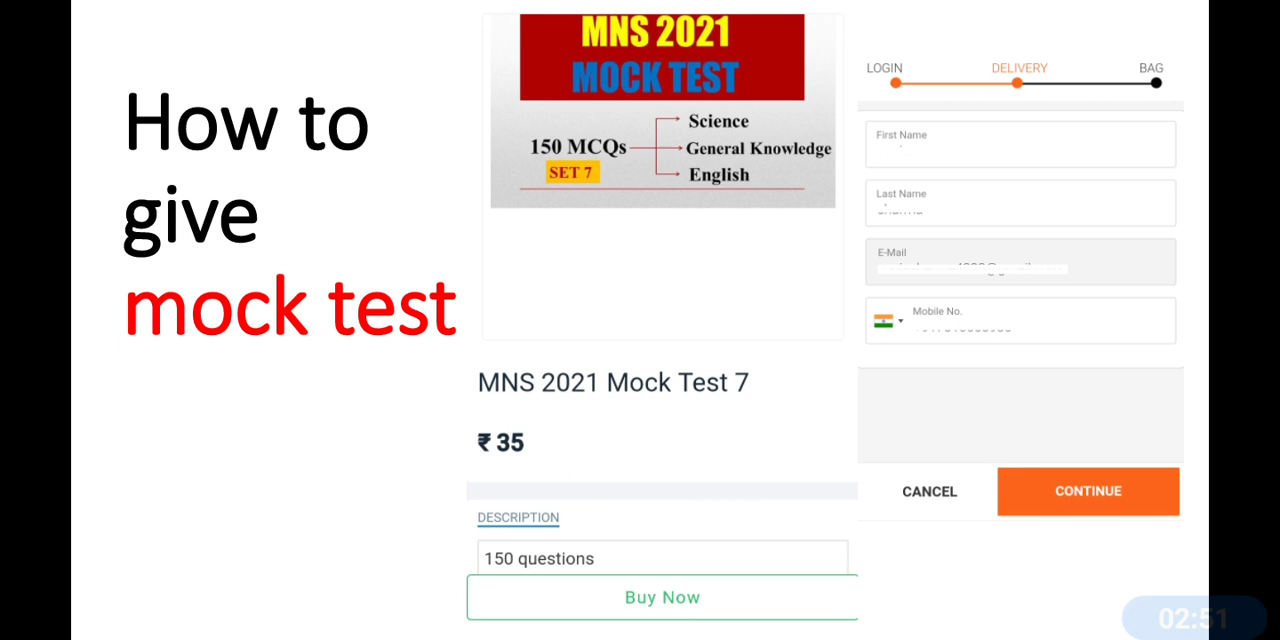 How to
give
mock test
MNS 2021
MOCK TEST
150 MCQs
SET 7
Science
General Knowledge
English
MNS 2021 Mock Test 7
₹ 35
DESCRIPTION
150 questions
Buy Now
LOGIN DELIVERY BAG
First Name
Last Name
E-Mail
Mobile No.
CANCEL CONTINUE
02:51